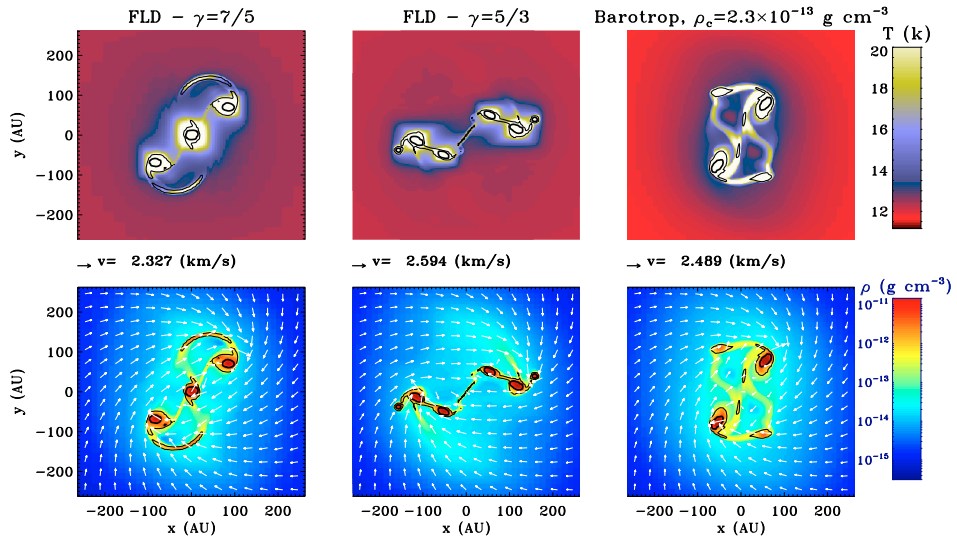 FLD − γ=7/5
FLD − γ=5/3
Barotrop, ρc=2.3×10−13 g cm−3
T (k)
y (AU)
200
100
0
−100
−200
20
18
16
14
12
v= 2.327 (km/s)
v= 2.594 (km/s)
v= 2.489 (km/s)
ρ (g cm−3)
y (AU)
200
100
0
−100
−200
10−11
10−12
10−13
10−14
10−15
−200 −100 0 100 200
−200 −100 0 100 200
−200 −100 0 100 200
x (AU)
x (AU)
x (AU)